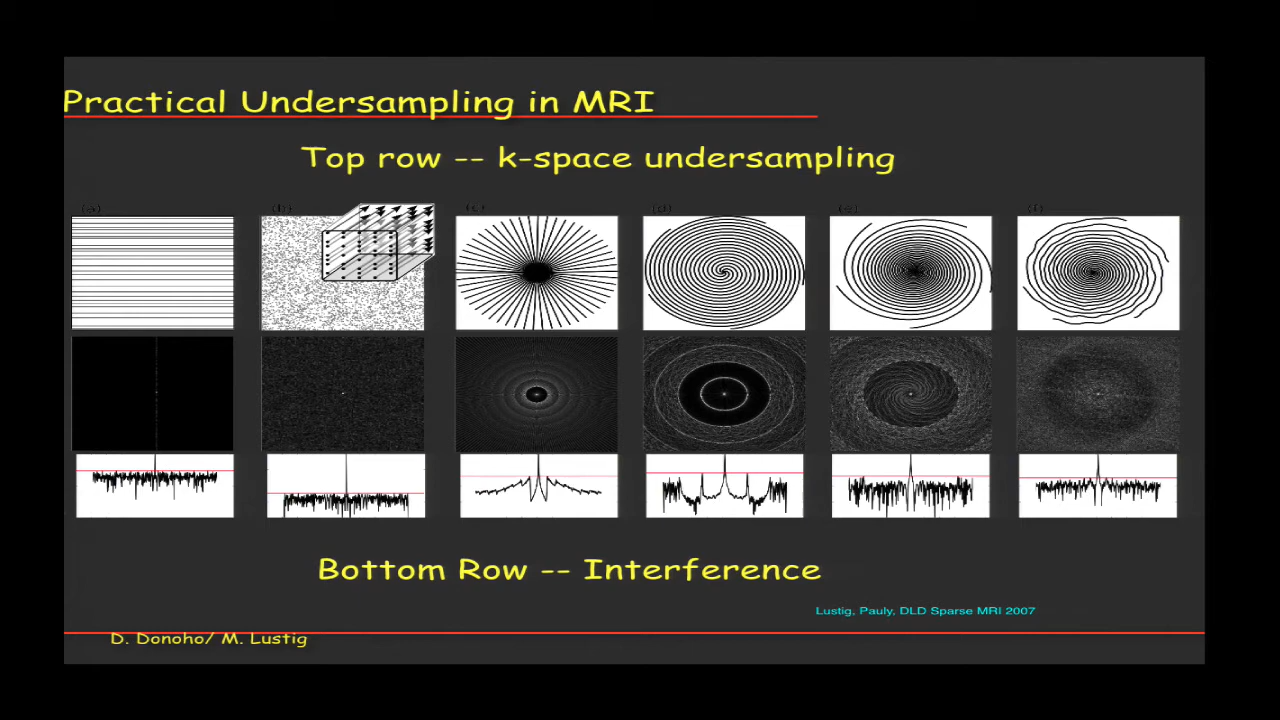 Practical Undersampling in MRI
Top row -- k-space undersampling
(a) (b) (c) (d) (e) (f)
Bottom Row -- Interference
Lustig, Pauly, DLD Sparse MRI 2007
D. Donoho/ M. Lustig